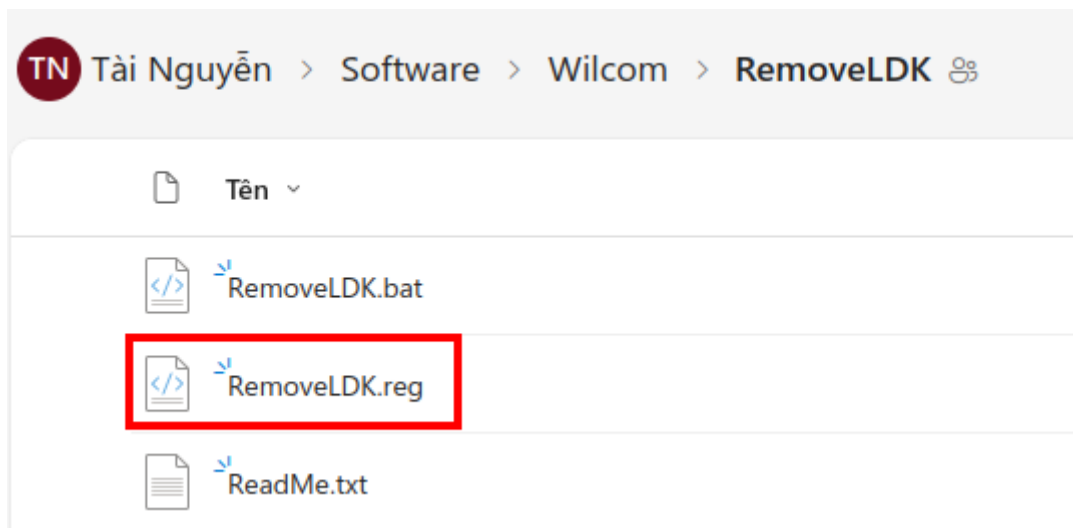 TN Tài Nguyễn > Software > Wilcom > RemoveLDK
Tên
RemoveLDK.bat
RemoveLDK.reg
ReadMe.txt